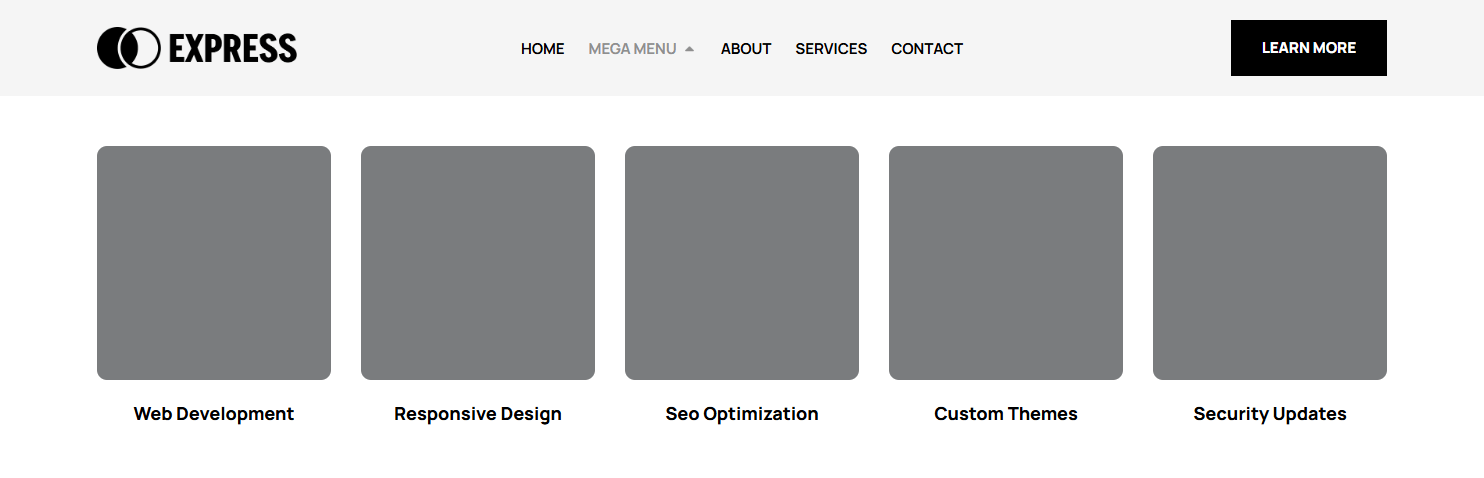 EXPRESS
HOME MEGA MENU ABOUT SERVICES CONTACT
LEARN MORE
Web Development
Responsive Design
Seo Optimization
Custom Themes
Security Updates